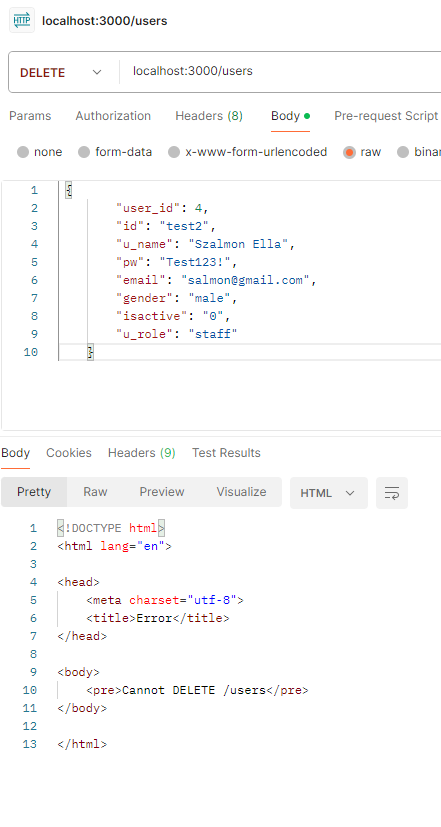 HTTP localhost:3000/users
DELETE localhost:3000/users
Params Authorization Headers (8) Body Pre-request Script
none form-data x-www-form-urlencoded raw binar
1 {
2 "user_id": 4,
3 "id": "test2",
4 "u_name": "Szalmon Ella",
5 "pw": "Test123!",
6 "email": "salmon@gmail.com",
7 "gender": "male",
8 "isactive": "0",
9 "u_role": "staff"
10 }
Body Cookies Headers (9) Test Results
Pretty Raw Preview Visualize HTML
1 <!DOCTYPE html>
2 <html lang="en">
3
4 <head>
5 <meta charset="utf-8">
6 <title>Error</title>
7 </head>
8
9 <body>
10 <pre>Cannot DELETE /users</pre>
11 </body>
12
13 </html>